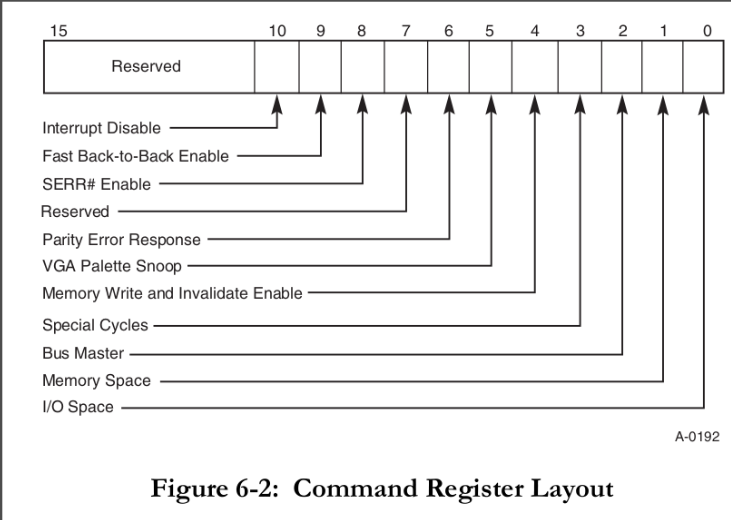 15 10 9 8 7 6 5 4 3 2 1 0
Reserved
Interrupt Disable
Fast Back-to-Back Enable
SERR# Enable
Reserved
Parity Error Response
VGA Palette Snoop
Memory Write and Invalidate Enable
Special Cycles
Bus Master
Memory Space
I/O Space
A-0192
Figure 6-2: Command Register Layout